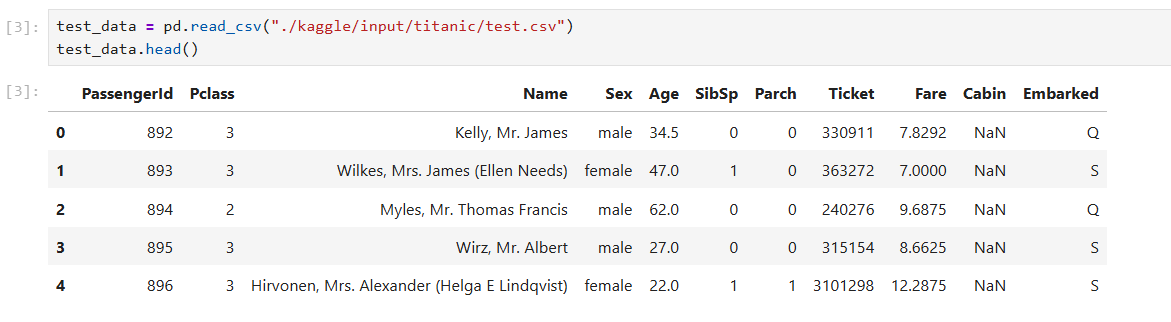 [3]: test_data = pd.read_csv("./kaggle/input/titanic/test.csv")
test_data.head()
[3]: PassengerId Pclass Name Sex Age SibSp Parch Ticket Fare Cabin Embarked
0 892 3 Kelly, Mr. James male 34.5 0 0 330911 7.8292 NaN Q
1 893 3 Wilkes, Mrs. James (Ellen Needs) female 47.0 1 0 363272 7.0000 NaN S
2 894 2 Myles, Mr. Thomas Francis male 62.0 0 0 240276 9.6875 NaN Q
3 895 3 Wirz, Mr. Albert male 27.0 0 0 315154 8.6625 NaN S
4 896 3 Hirvonen, Mrs. Alexander (Helga E Lindqvist) female 22.0 1 1 3101298 12.2875 NaN S